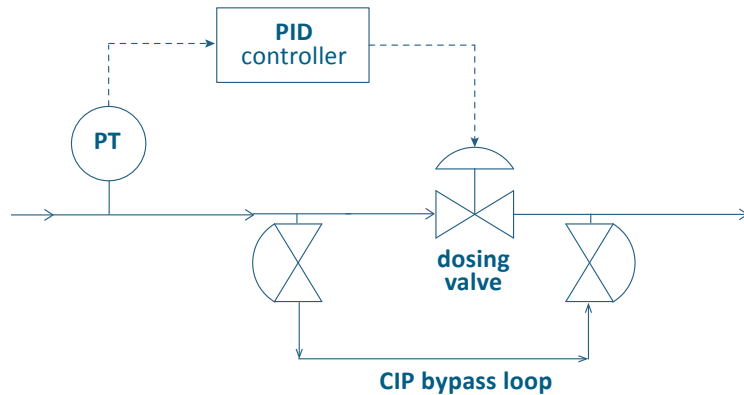 PID
controller
PT
dosing
valve
CIP bypass loop